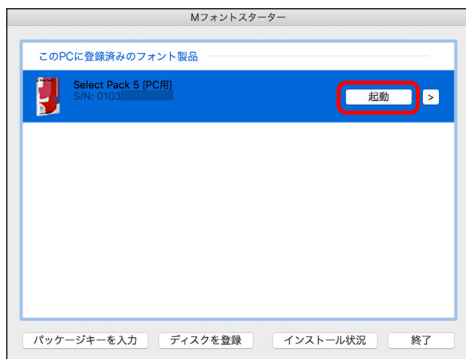 Mフォントスターター
このPCに登録済みのフォント製品
Select Pack 5 [PC用]
S/N: 0103
起動
>
パッケージキーを入力
ディスクを登録
インストール状況
終了